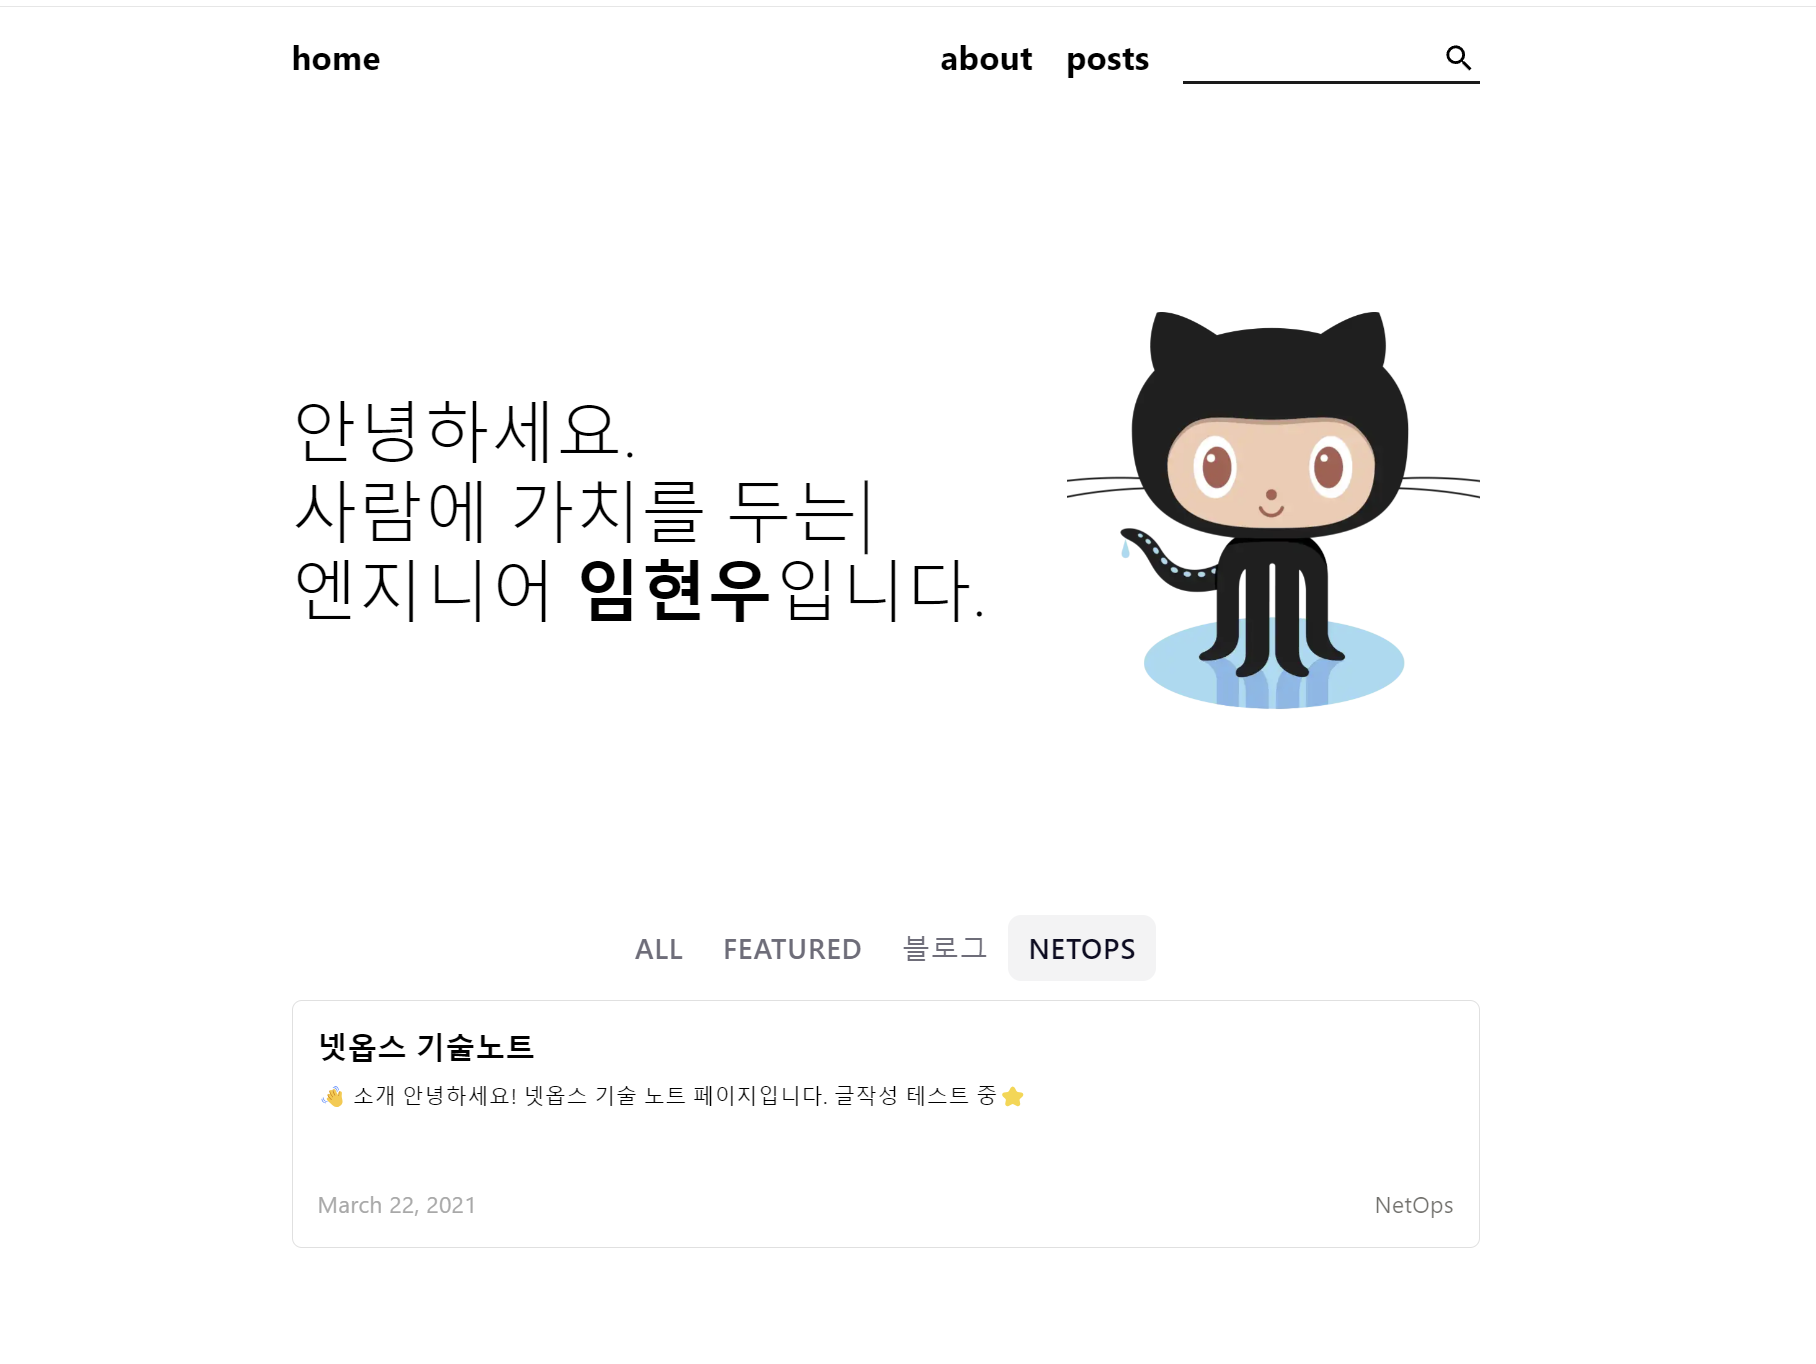 home
about posts
안녕하세요.
사람에 가치를 두는|
엔지니어 임현우입니다.
ALL FEATURED 블로그 NETOPS
넷옵스 기술노트
👋 소개 안녕하세요! 넷옵스 기술 노트 페이지입니다. 글작성 테스트 중⭐
March 22, 2021
NetOps